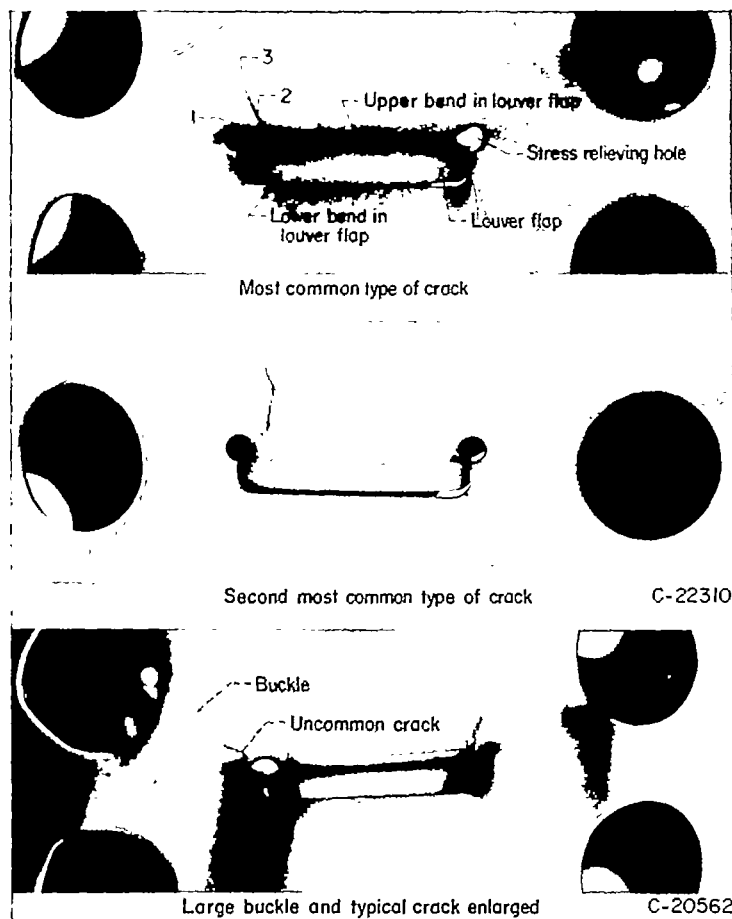 3
2
1
Upper bend in louver flap
Stress relieving hole
Lower bend in louver flap
Louver flap
Most common type of crack
Second most common type of crack C-22310
Buckle
Uncommon crack
Large buckle and typical crack enlarged C-20562